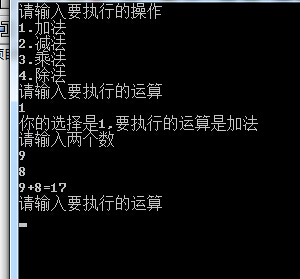 请输入要执行的操作
1.加法
2.减法
3.乘法
4.除法
请输入要执行的运算
1
你的选择是1,要执行的运算是加法
请输入两个数
9
8
9+8=17
请输入要执行的运算